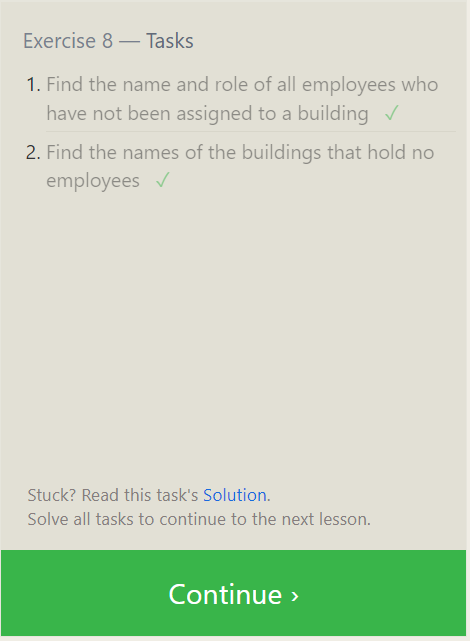 Exercise 8 — Tasks
1. Find the name and role of all employees who
have not been assigned to a building ✓
2. Find the names of the buildings that hold no
employees ✓
Stuck? Read this task's Solution.
Solve all tasks to continue to the next lesson.
Continue ›